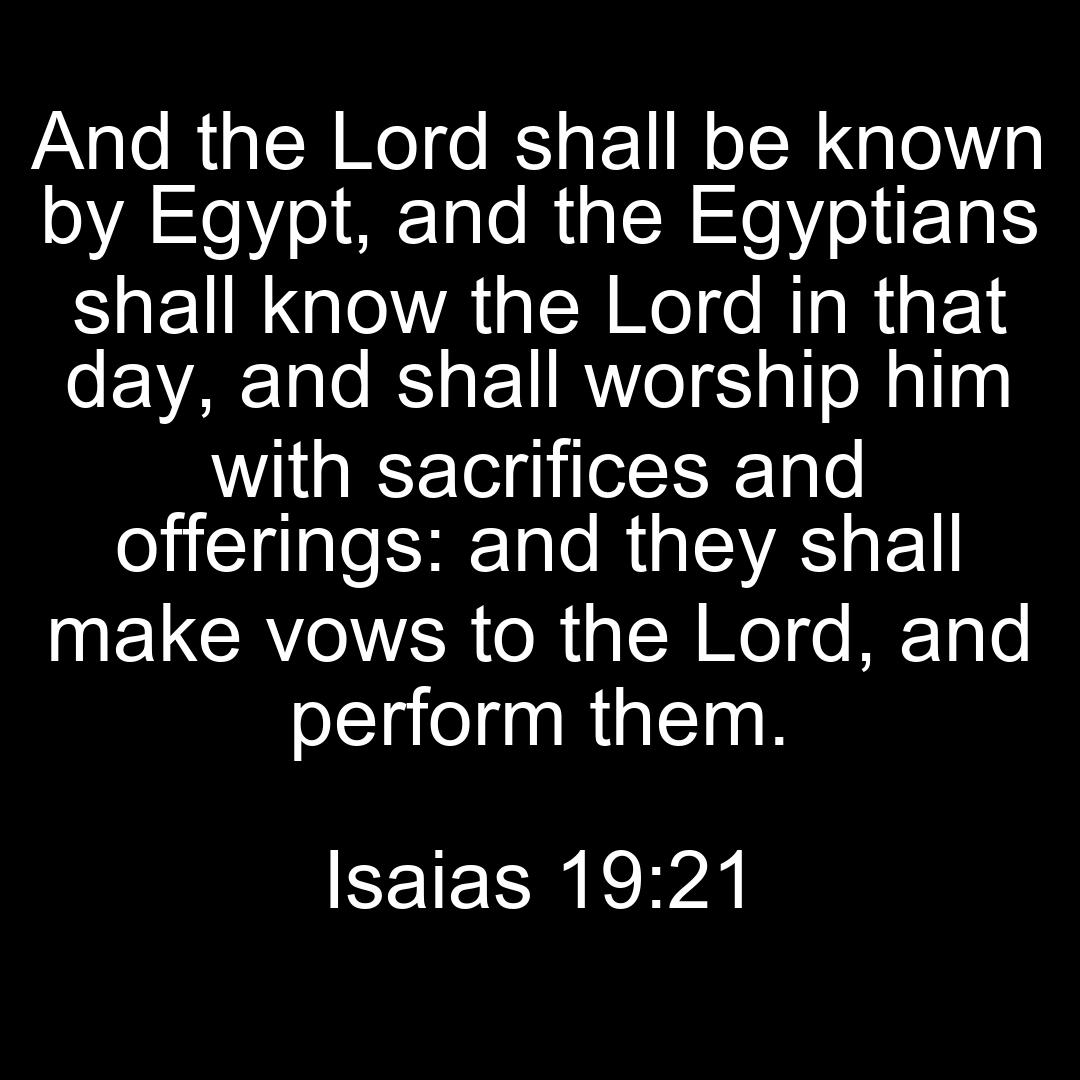 And the Lord shall be known
by Egypt, and the Egyptians
shall know the Lord in that
day, and shall worship him
with sacrifices and
offerings: and they shall
make vows to the Lord, and
perform them.
Isaias 19:21